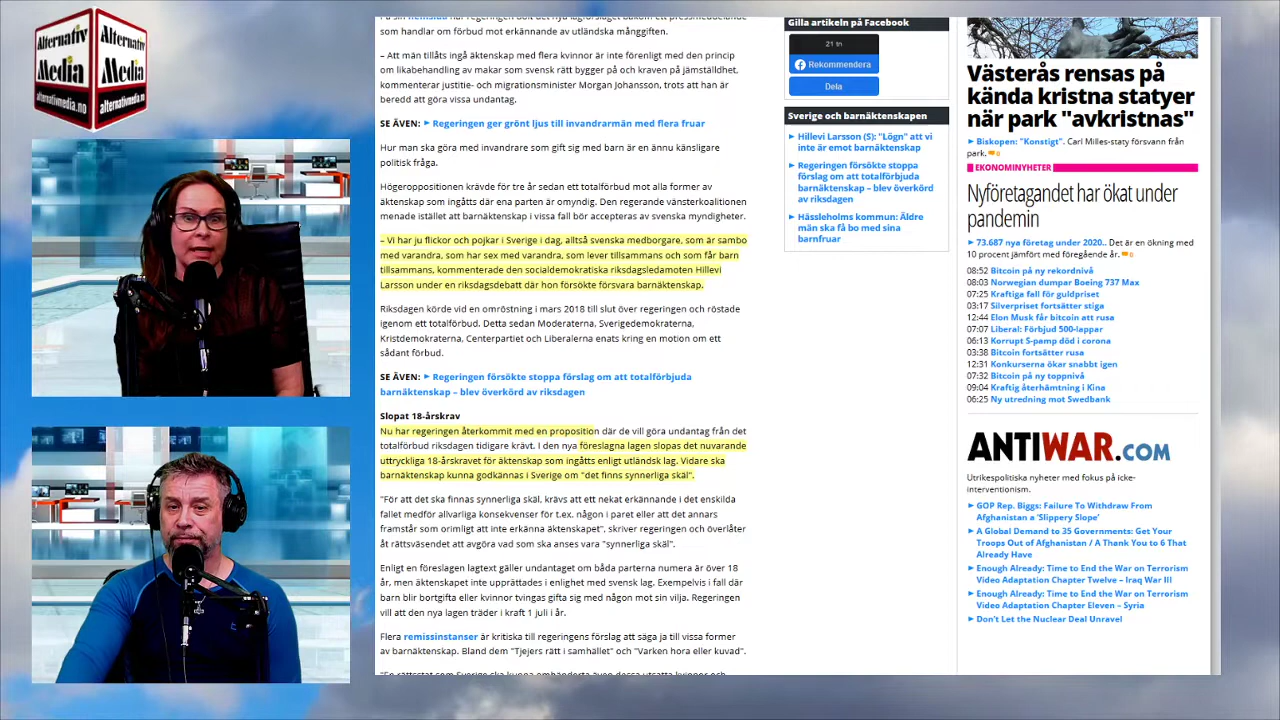 Alternativ
Media
alternativmedia.no
Alternativ
Media
alternativmedia.no
som handlar om förbud mot erkännande av utländska månggiften.
– Att män tillåts ingå äktenskap med flera kvinnor är inte förenligt med den princip
om likabehandling av makar som svensk rätt bygger på och kraven på jämställdhet,
kommenterar justitie- och migrationsminister Morgan Johansson, trots att han är
beredd att göra vissa undantag.
SE ÄVEN: ► Regeringen ger grönt ljus till invandrarmän med flera fruar
Hur man ska göra med invandrare som gift sig med barn är en ännu känsligare
politisk fråga.
Högeroppositionen krävde för tre år sedan ett totalförbud mot alla former av
äktenskap som ingåtts där ena parten är omyndig. Den regerande vänsterkoalitionen
menade istället att barnäktenskap i vissa fall bör accepteras av svenska myndigheter.
– Vi har ju flickor och pojkar i Sverige i dag, alltså svenska medborgare, som är sambo
med varandra, som har sex med varandra, som lever tillsammans och som får barn
tillsammans, kommenterade den socialdemokratiska riksdagsledamoten Hillevi
Larsson under en riksdagsdebatt där hon försökte försvara barnäktenskap.
Riksdagen körde vid en omröstning i mars 2018 till slut över regeringen och röstade
igenom ett totalförbud. Detta sedan Moderaterna, Sverigedemokraterna,
Kristdemokraterna, Centerpartiet och Liberalerna enats kring en motion om ett
sådant förbud.
SE ÄVEN: ► Regeringen försökte stoppa förslag om att totalförbjuda
barnäktenskap – blev överkörd av riksdagen
Slopat 18-årskrav
Nu har regeringen återkommit med en proposition där de vill göra undantag från det
totalförbud riksdagen tidigare krävt. I den nya föreslagna lagen slopas det nuvarande
uttryckliga 18-årskravet för äktenskap som ingåtts enligt utländsk lag. Vidare ska
barnäktenskap kunna godkännas i Sverige om "det finns synnerliga skäl".
"För att det ska finnas synnerliga skäl, krävs att ett nekat erkännande i det enskilda
fallet medför allvarliga konsekvenser för t.ex. någon i paret eller att det annars
framstår som orimligt att inte erkänna äktenskapet", skriver regeringen och överlåter
åt rättsväsendet att avgöra vad som ska anses vara "synnerliga skäl".
Enligt en föreslagen lagtext gäller undantaget om båda parterna numera är över 18
år, men äktenskapet inte upprättades i enlighet med svensk lag. Exempelvis i fall där
barn blir bortgifta eller kvinnor tvingas gifta sig med någon mot sin vilja. Regeringen
vill att den nya lagen träder i kraft 1 juli i år.
Flera remissinstanser är kritiska till regeringens förslag att säga ja till vissa former
av barnäktenskap. Bland dem "Tjejers rätt i samhället" och "Varken hora eller kuvad".
Gilla artikeln på Facebook
21 tn
Rekommendera
Dela
Sverige och barnäktenskapen
► Hillevi Larsson (S): "Lögn" att vi
inte är emot barnäktenskap
► Regeringen försökte stoppa
förslag om att totalförbjuda
barnäktenskap – blev överkörd
av riksdagen
► Hässleholms kommun: Äldre
män ska få bo med sina
barnfruar
Västerås rensas på
kända kristna statyer
när park "avkristnas"
► Biskopen: "Konstigt". Carl Milles-staty försvann från
park. 0
EKONOMINYHETER
Nyföretagandet har ökat under
pandemin
► 73.687 nya företag under 2020.. Det är en ökning med
10 procent jämfört med föregående år. 0
08:52 Bitcoin på ny rekordnivå
08:03 Norwegian dumpar Boeing 737 Max
07:25 Kraftiga fall för guldpriset
03:17 Silverpriset fortsätter stiga
12:44 Elon Musk får bitcoin att rusa
07:07 Liberal: Förbjud 500-lappar
06:13 Korrupt S-pamp död i corona
03:38 Bitcoin fortsätter rusa
12:31 Konkurserna ökar snabbt igen
07:32 Bitcoin på ny toppnivå
09:04 Kraftig återhämtning i Kina
06:25 Ny utredning mot Swedbank
ANTIWAR.COM
Utrikespolitiska nyheter med fokus på icke-
interventionism.
► GOP Rep. Biggs: Failure To Withdraw From
Afghanistan a 'Slippery Slope'
► A Global Demand to 35 Governments: Get Your
Troops Out of Afghanistan / A Thank You to 6 That
Already Have
► Enough Already: Time to End the War on Terrorism
Video Adaptation Chapter Twelve – Iraq War III
► Enough Already: Time to End the War on Terrorism
Video Adaptation Chapter Eleven – Syria
► Don't Let the Nuclear Deal Unravel